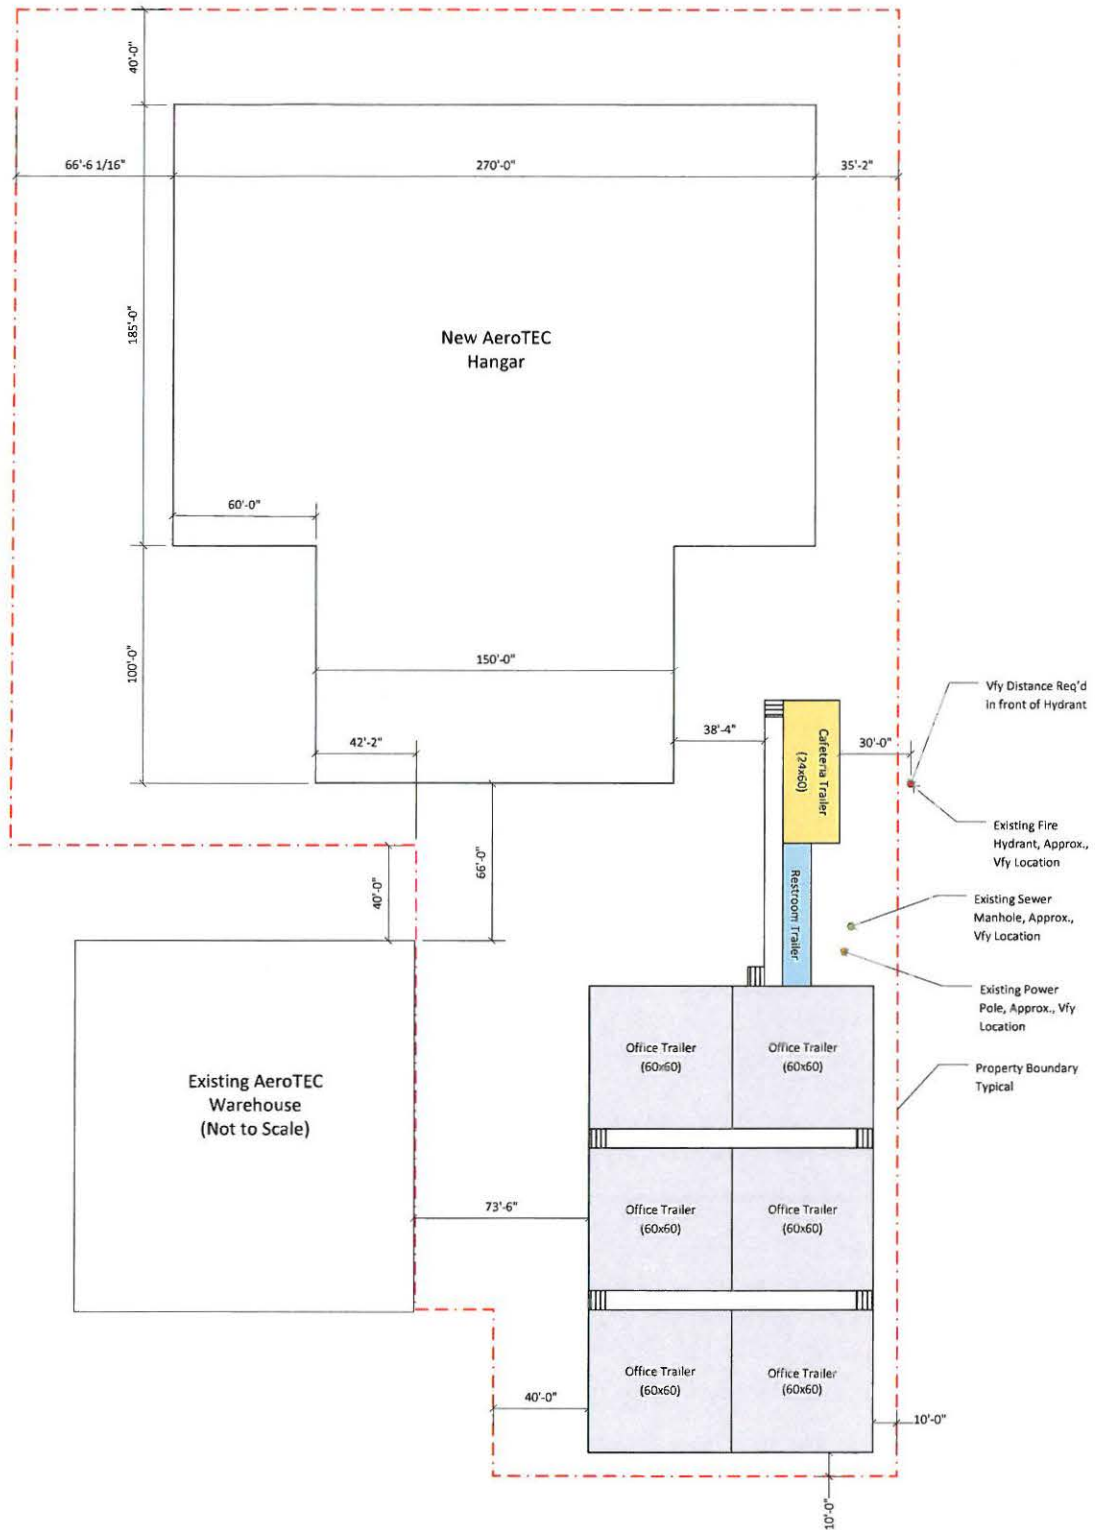 40'-0"
66'-6 1/16"
270'-0"
35'-2"
185'-0"
New AeroTEC
Hangar
60'-0"
100'-0"
150'-0"
Vfy Distance Req'd
in front of Hydrant
38'-4"
Cafeteria Trailer
(24x60)
30'-0"
42'-2"
Existing Fire
Hydrant, Approx.,
Vfy Location
66'-0"
40'-0"
Restroom Trailer
Existing Sewer
Manhole, Approx.,
Vfy Location
Existing Power
Pole, Approx., Vfy
Location
Office Trailer
(60x60)
Office Trailer
(60x60)
Property Boundary
Typical
Existing AeroTEC
Warehouse
(Not to Scale)
73'-6"
Office Trailer
(60x60)
Office Trailer
(60x60)
Office Trailer
(60x60)
Office Trailer
(60x60)
40'-0"
10'-0"
10'-0"